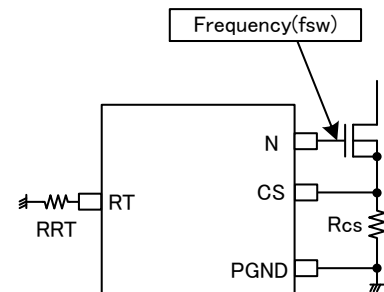 Frequency(fsw)
N
RT
CS
RRT
Rcs
PGND